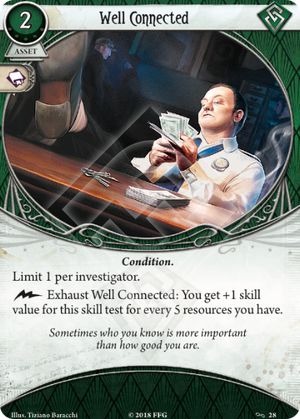 2
Well Connected
ASSET
Condition.
Limit 1 per investigator.
Exhaust Well Connected: You get +1 skill
value for this skill test for every 5 resources you have.
Sometimes who you know is more important
than how good you are.
Illus. Tiziano Baracchi © 2018 FFG 28